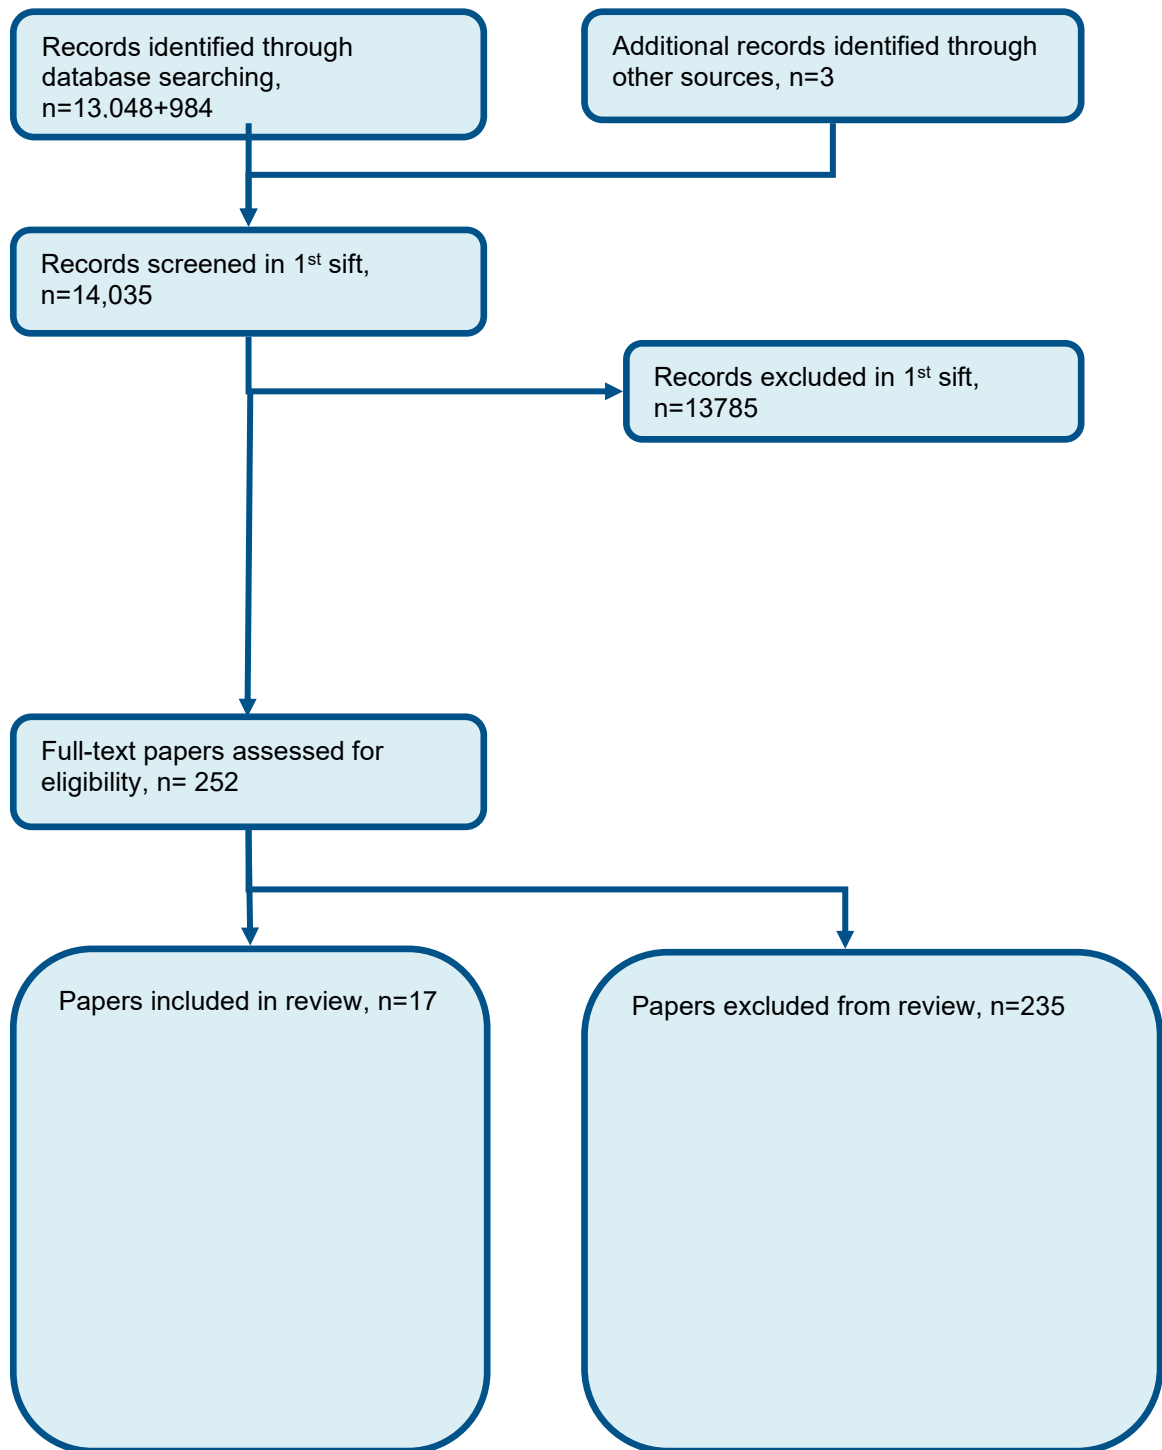 Records identified through
database searching,
n=13,048+984
Additional records identified through
other sources, n=3
Records screened in 1st sift,
n=14,035
Records excluded in 1st sift,
n=13785
Full-text papers assessed for
eligibility, n= 252
Papers included in review, n=17
Papers excluded from review, n=235